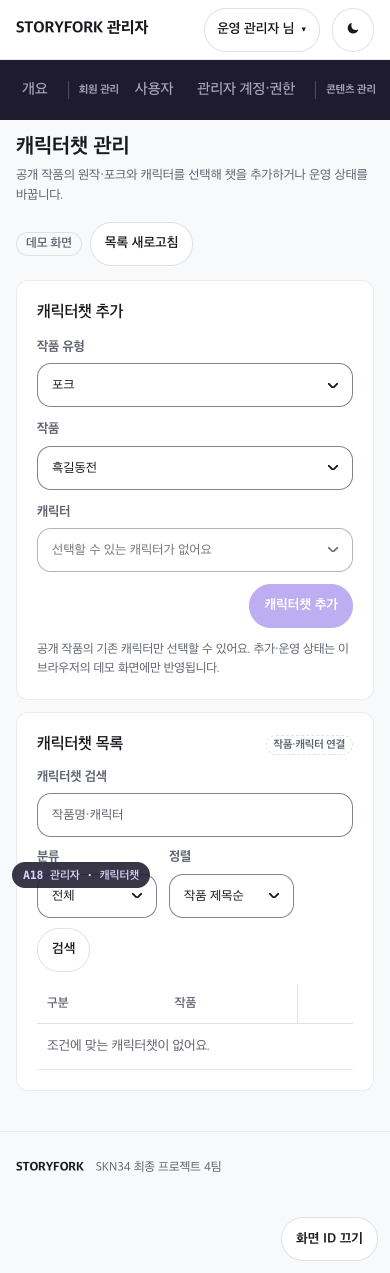 STORYFORK 관리자
운영 관리자 님 ▾
개요 회원 관리 사용자 관리자 계정·권한 콘텐츠 관리
캐릭터챗 관리
공개 작품의 원작·포크와 캐릭터를 선택해 챗을 추가하거나 운영 상태를
바꿉니다.
데모 화면
목록 새로고침
캐릭터챗 추가
작품 유형
포크
작품
흑길동전
캐릭터
선택할 수 있는 캐릭터가 없어요
캐릭터챗 추가
공개 작품의 기존 캐릭터만 선택할 수 있어요. 추가·운영 상태는 이
브라우저의 데모 화면에만 반영됩니다.
캐릭터챗 목록
작품·캐릭터 연결
캐릭터챗 검색
작품명·캐릭터
분류 정렬
A18 관리자 · 캐릭터챗
전체 작품 제목순
검색
구분 작품
조건에 맞는 캐릭터챗이 없어요.
STORYFORK SKN34 최종 프로젝트 4팀
화면 ID 끄기